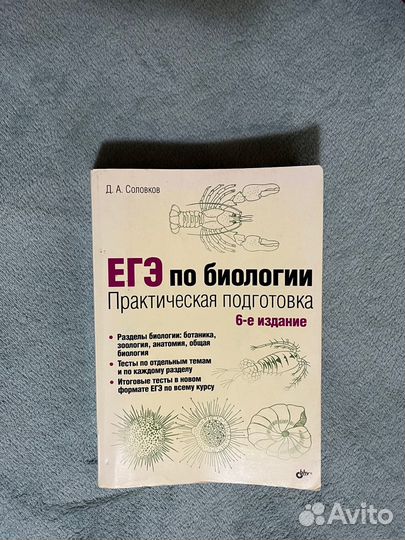 Д. А. Соловков
ЕГЭ по биологии
Практическая подготовка
6-е издание
• Разделы биологии: ботаника,
зоология, анатомия, общая
биология
• Тесты по отдельным темам
и по каждому разделу
• Итоговые тесты в новом
формате ЕГЭ по всему курсу
bhv
Avito